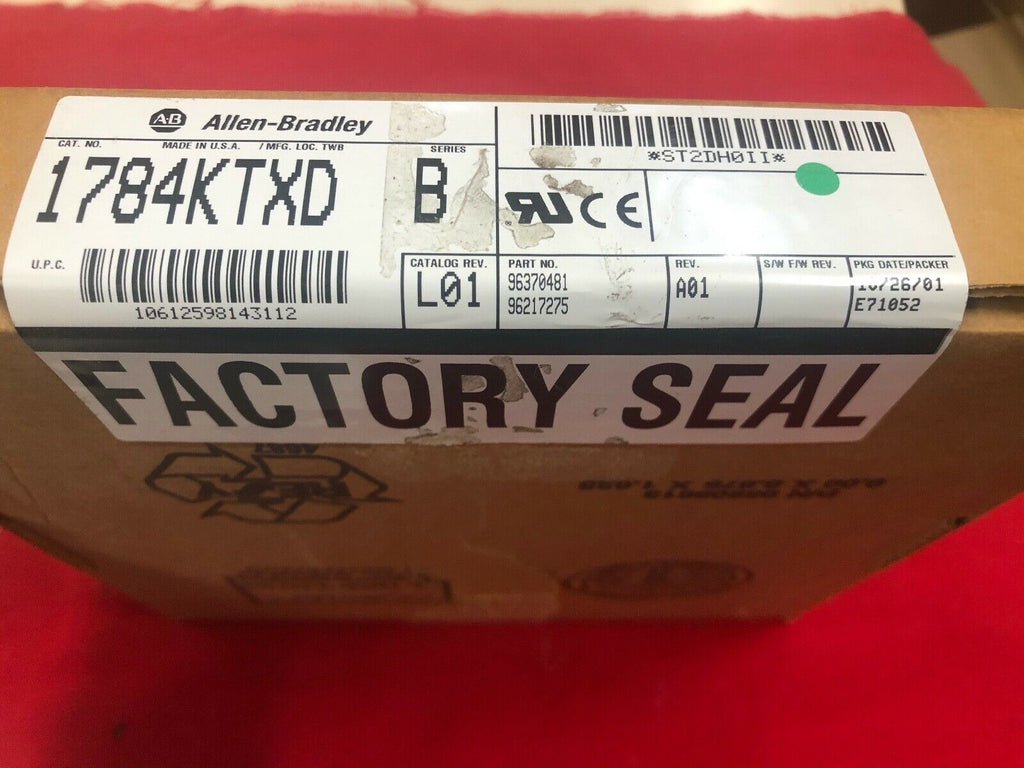 A-B Allen-Bradley
CAT. NO. MADE IN U.S.A. / MFG. LOC. TWB SERIES
1784KTXD B
U.P.C.
10612598143112
CATALOG REV.
L01
*ST2DH0II*
CE
PART NO.
96370481
96217275
REV.
A01
S/W F/W REV.
PKG DATE/PACKER
10/26/01
E71052
FACTORY SEAL